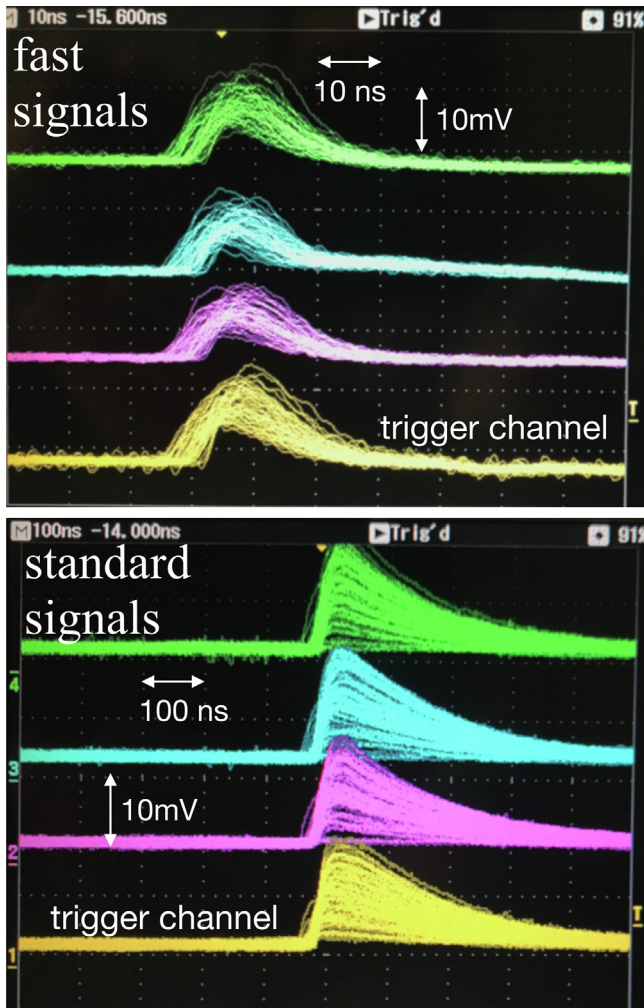 M 10ns -15.600ns Trig'd 91%
fast
signals
10 ns
10mV
trigger channel
T
M 100ns -14.000ns Trig'd 91%
standard
signals
4
100 ns
3
10mV
2
trigger channel
T
1